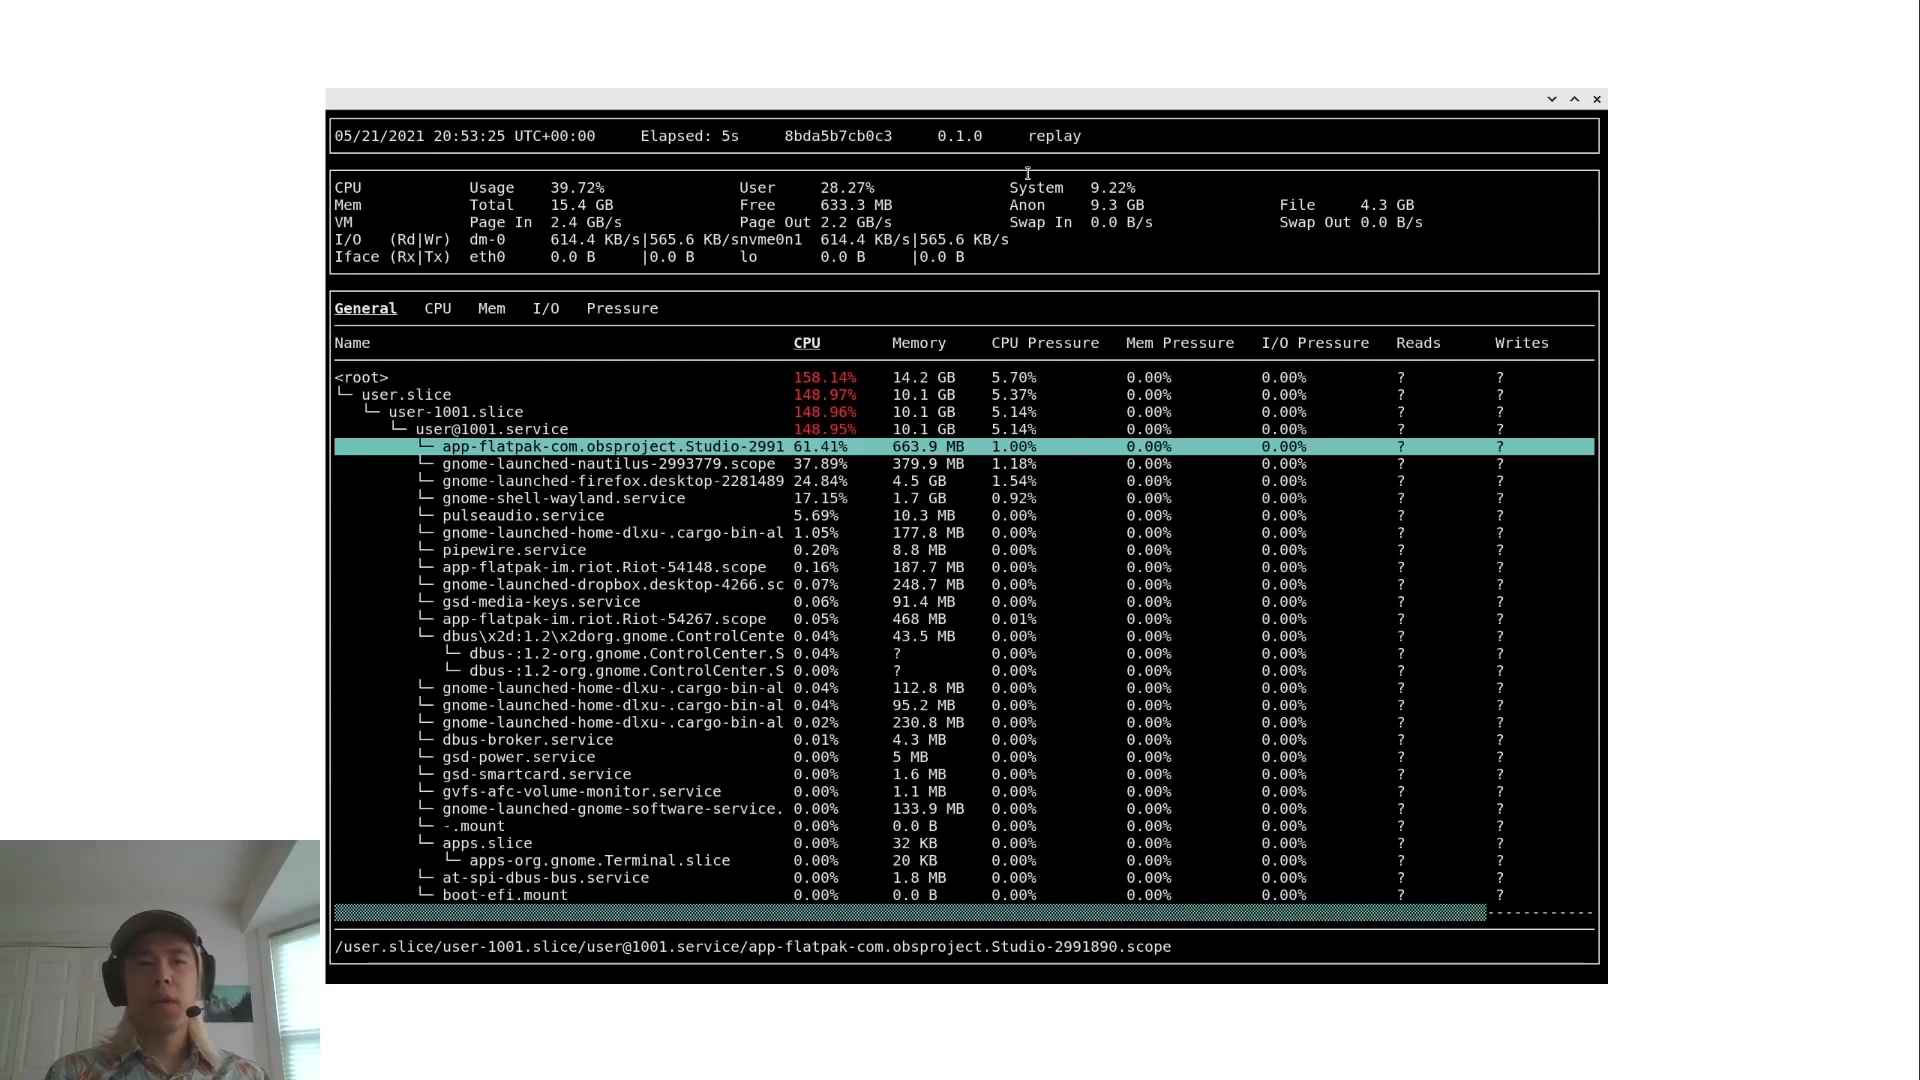 05/21/2021 20:53:25 UTC+00:00 Elapsed: 5s 8bda5b7cb0c3 0.1.0 replay
CPU Usage 39.72% User 28.27% System 9.22%
Mem Total 15.4 GB Free 633.3 MB Anon 9.3 GB File 4.3 GB
VM Page In 2.4 GB/s Page Out 2.2 GB/s Swap In 0.0 B/s Swap Out 0.0 B/s
I/O (Rd|Wr) dm-0 614.4 KB/s|565.6 KB/snvme0n1 614.4 KB/s|565.6 KB/s
Iface (Rx|Tx) eth0 0.0 B |0.0 B lo 0.0 B |0.0 B
General CPU Mem I/O Pressure
Name CPU Memory CPU Pressure Mem Pressure I/O Pressure Reads Writes
<root> 158.14% 14.2 GB 5.70% 0.00% 0.00% ? ?
└─ user.slice 148.97% 10.1 GB 5.37% 0.00% 0.00% ? ?
└─ user-1001.slice 148.96% 10.1 GB 5.14% 0.00% 0.00% ? ?
└─ user@1001.service 148.95% 10.1 GB 5.14% 0.00% 0.00% ? ?
└─ app-flatpak-com.obsproject.Studio-2991 61.41% 663.9 MB 1.00% 0.00% 0.00% ? ?
└─ gnome-launched-nautilus-2993779.scope 37.89% 379.9 MB 1.18% 0.00% 0.00% ? ?
└─ gnome-launched-firefox.desktop-2281489 24.84% 4.5 GB 1.54% 0.00% 0.00% ? ?
└─ gnome-shell-wayland.service 17.15% 1.7 GB 0.92% 0.00% 0.00% ? ?
└─ pulseaudio.service 5.69% 10.3 MB 0.00% 0.00% 0.00% ? ?
└─ gnome-launched-home-dlxu-.cargo-bin-al 1.05% 177.8 MB 0.00% 0.00% 0.00% ? ?
└─ pipewire.service 0.20% 8.8 MB 0.00% 0.00% 0.00% ? ?
└─ app-flatpak-im.riot.Riot-54148.scope 0.16% 187.7 MB 0.00% 0.00% 0.00% ? ?
└─ gnome-launched-dropbox.desktop-4266.sc 0.07% 248.7 MB 0.00% 0.00% 0.00% ? ?
└─ gsd-media-keys.service 0.06% 91.4 MB 0.00% 0.00% 0.00% ? ?
└─ app-flatpak-im.riot.Riot-54267.scope 0.05% 468 MB 0.01% 0.00% 0.00% ? ?
└─ dbus\x2d:1.2\x2dorg.gnome.ControlCente 0.04% 43.5 MB 0.00% 0.00% 0.00% ? ?
└─ dbus-:1.2-org.gnome.ControlCenter.S 0.04% ? 0.00% 0.00% 0.00% ? ?
└─ dbus-:1.2-org.gnome.ControlCenter.S 0.00% ? 0.00% 0.00% 0.00% ? ?
└─ gnome-launched-home-dlxu-.cargo-bin-al 0.04% 112.8 MB 0.00% 0.00% 0.00% ? ?
└─ gnome-launched-home-dlxu-.cargo-bin-al 0.04% 95.2 MB 0.00% 0.00% 0.00% ? ?
└─ gnome-launched-home-dlxu-.cargo-bin-al 0.02% 230.8 MB 0.00% 0.00% 0.00% ? ?
└─ dbus-broker.service 0.01% 4.3 MB 0.00% 0.00% 0.00% ? ?
└─ gsd-power.service 0.00% 5 MB 0.00% 0.00% 0.00% ? ?
└─ gsd-smartcard.service 0.00% 1.6 MB 0.00% 0.00% 0.00% ? ?
└─ gvfs-afc-volume-monitor.service 0.00% 1.1 MB 0.00% 0.00% 0.00% ? ?
└─ gnome-launched-gnome-software-service. 0.00% 133.9 MB 0.00% 0.00% 0.00% ? ?
└─ -.mount 0.00% 0.0 B 0.00% 0.00% 0.00% ? ?
└─ apps.slice 0.00% 32 KB 0.00% 0.00% 0.00% ? ?
└─ apps-org.gnome.Terminal.slice 0.00% 20 KB 0.00% 0.00% 0.00% ? ?
└─ at-spi-dbus-bus.service 0.00% 1.8 MB 0.00% 0.00% 0.00% ? ?
└─ boot-efi.mount 0.00% 0.0 B 0.00% 0.00% 0.00% ? ?
/user.slice/user-1001.slice/user@1001.service/app-flatpak-com.obsproject.Studio-2991890.scope